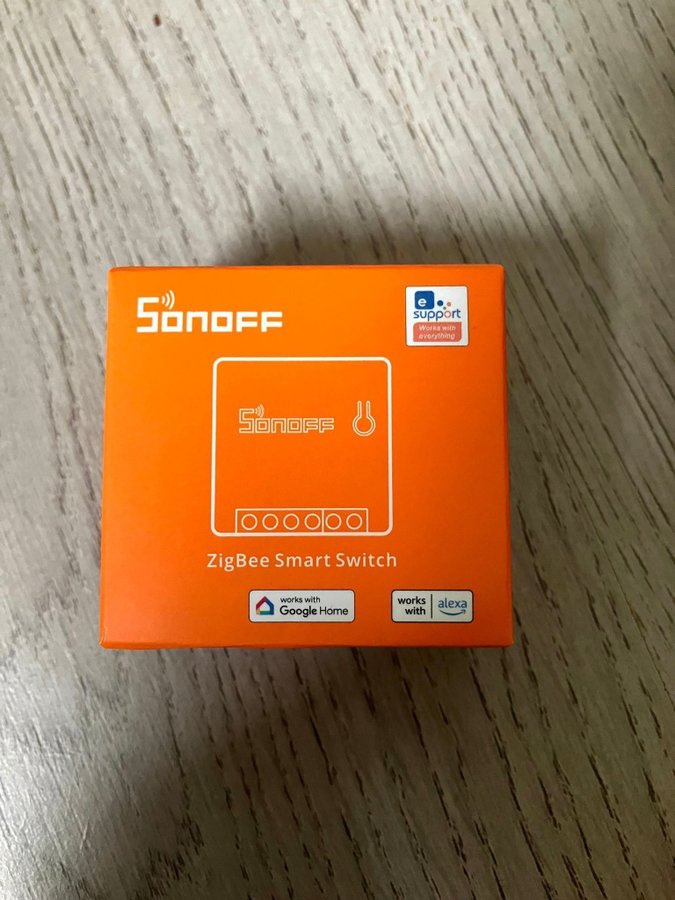 SONOFF
e
support
Works with
everything
SONOFF
ZigBee Smart Switch
works with
Google Home
works
with
alexa